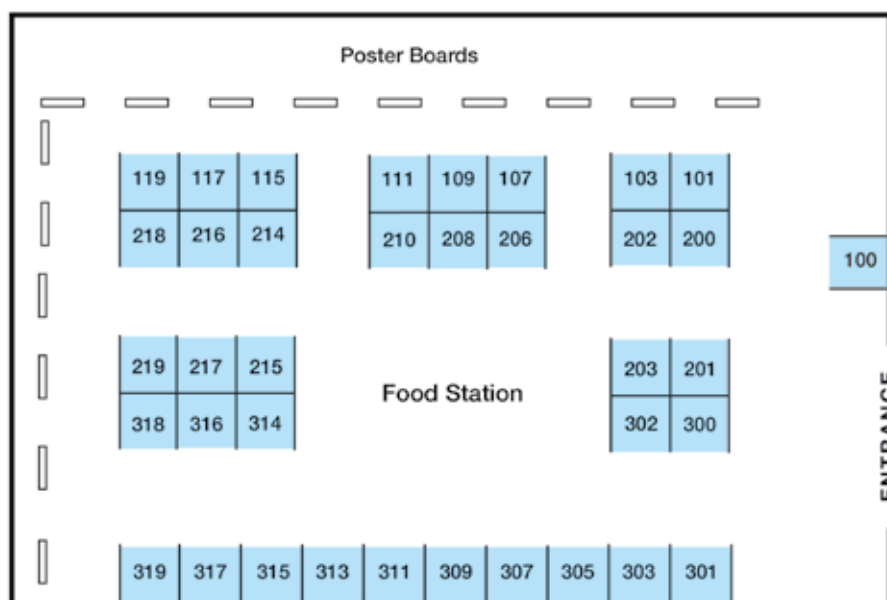 Poster Boards
119 117 115 111 109 107 103 101
218 216 214 210 208 206 202 200
100
219 217 215 203 201
Food Station
318 316 314 302 300
ENTRANCE
319 317 315 313 311 309 307 305 303 301